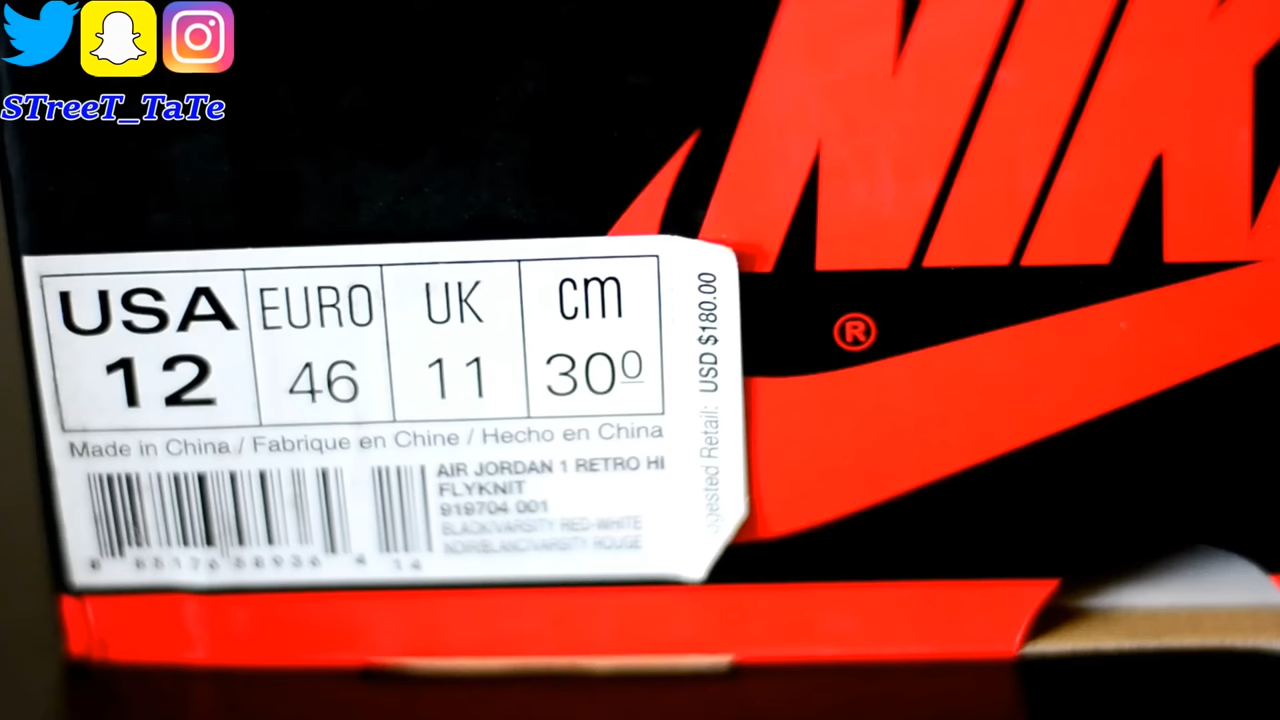 STreeT_TaTe
NIK
®
USA EURO UK cm
12 46 11 30 0
USD $180.00
Retail:
Made in China / Fabrique en Chine / Hecho en China
AIR JORDAN 1 RETRO HI
FLYKNIT
919704 001
BLACK/VARSITY RED-WHITE
NOIR/BLANC/VARSITY ROUGE
14